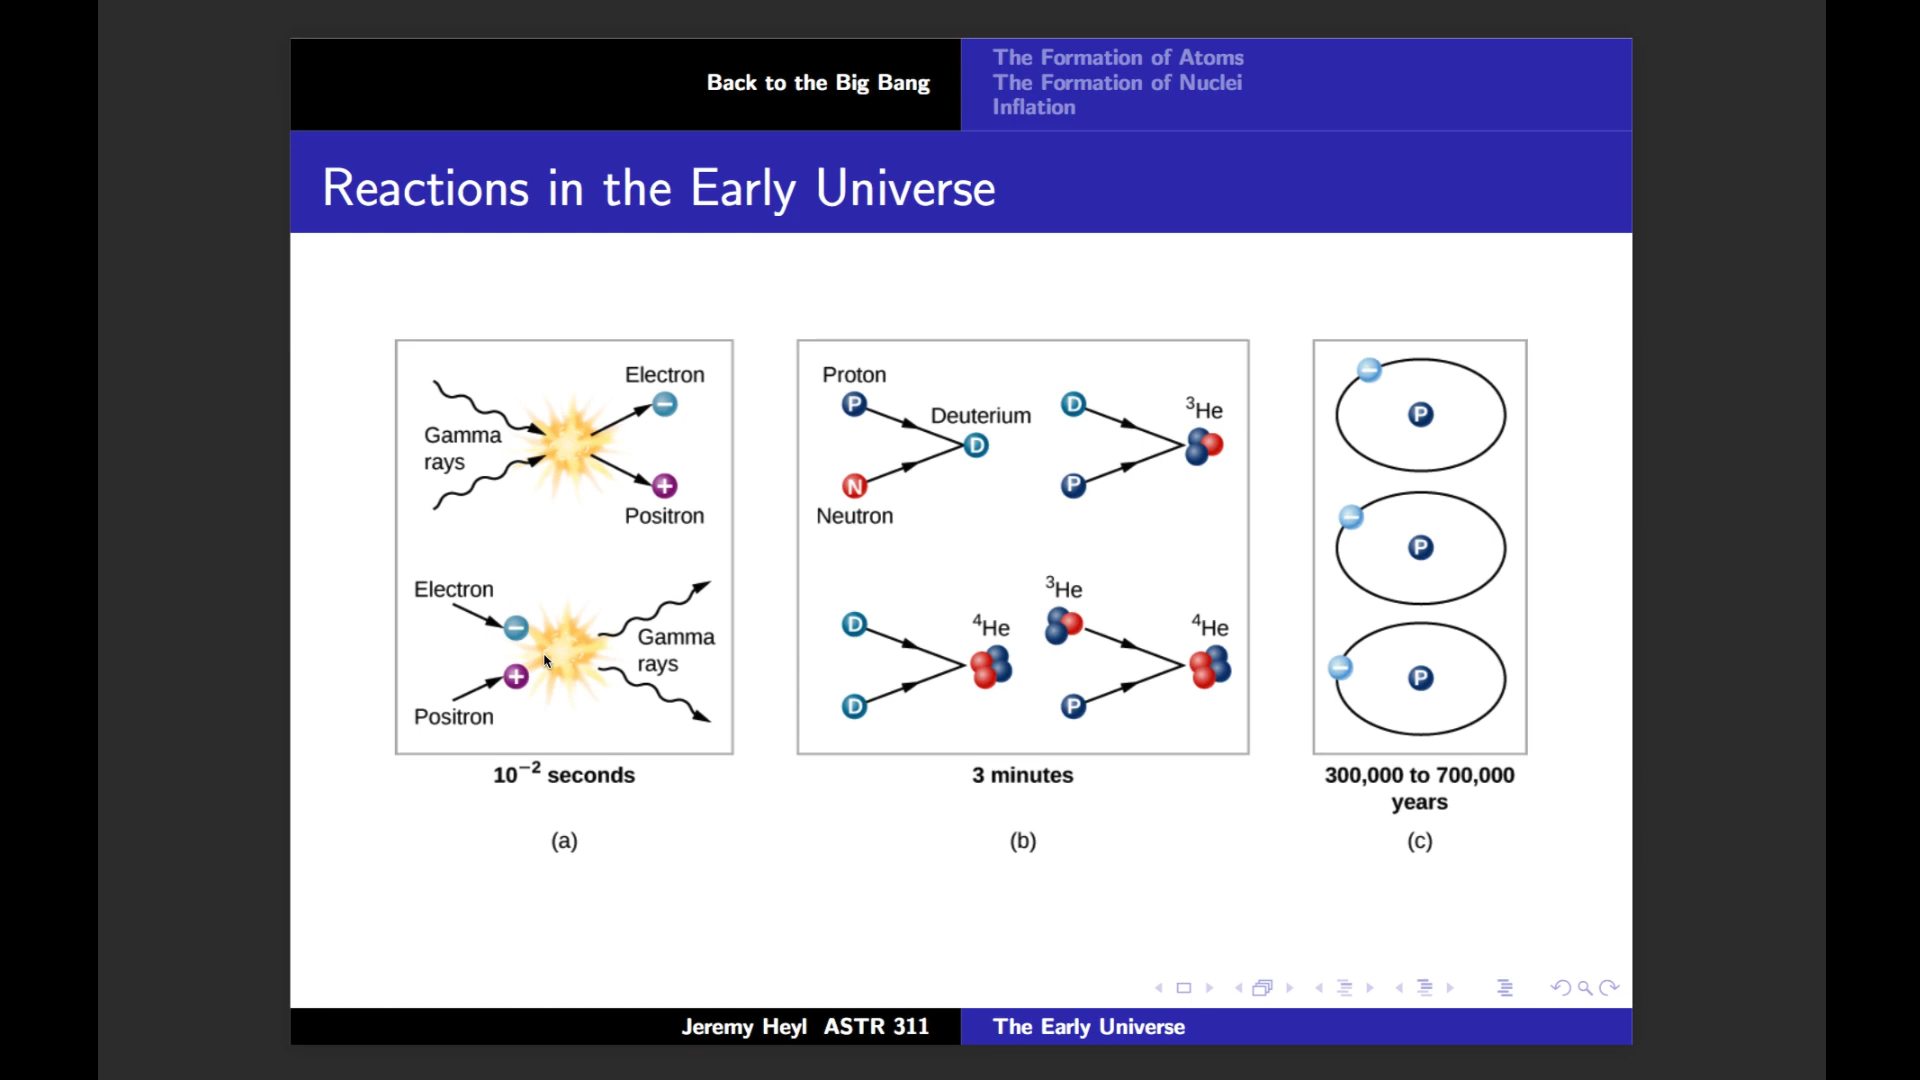 Back to the Big Bang
The Formation of Atoms
The Formation of Nuclei
Inflation
Reactions in the Early Universe
Gamma
rays
Electron
−
+
Positron
Electron
−
+
Positron
Gamma
rays
10⁻² seconds
(a)
Proton
P
Deuterium
D
N
Neutron
D
P
³He
D
D
⁴He
³He
P
⁴He
3 minutes
(b)
−
P
−
P
−
P
300,000 to 700,000
years
(c)
Jeremy Heyl ASTR 311
The Early Universe